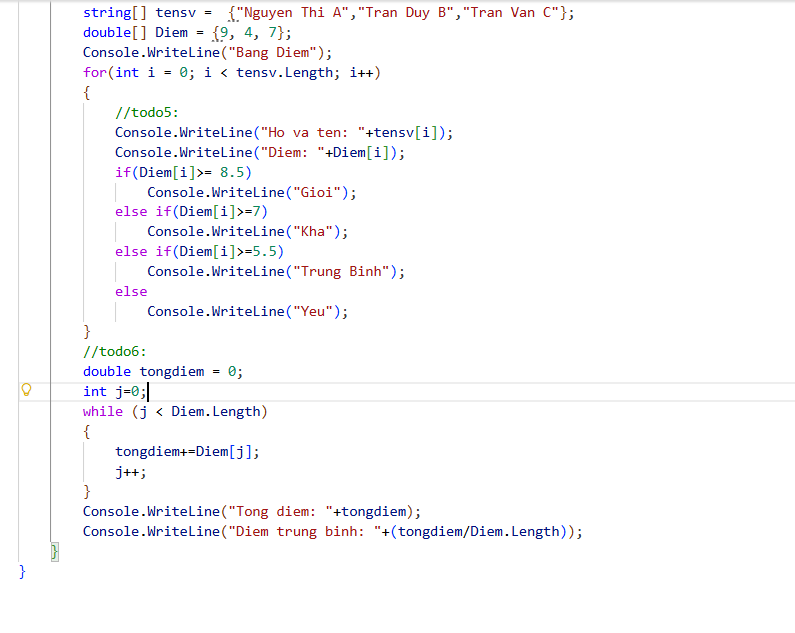 string[] tensv =  {"Nguyen Thi A","Tran Duy B","Tran Van C"};
double[] Diem = {9, 4, 7};
Console.WriteLine("Bang Diem");
for(int i = 0; i < tensv.Length; i++)
{
//todo5:
Console.WriteLine("Ho va ten: "+tensv[i]);
Console.WriteLine("Diem: "+Diem[i]);
if(Diem[i]>= 8.5)
Console.WriteLine("Gioi");
else if(Diem[i]>=7)
Console.WriteLine("Kha");
else if(Diem[i]>=5.5)
Console.WriteLine("Trung Binh");
else
Console.WriteLine("Yeu");
}
//todo6:
double tongdiem = 0;
int j=0;
while (j < Diem.Length)
{
tongdiem+=Diem[j];
j++;
}
Console.WriteLine("Tong diem: "+tongdiem);
Console.WriteLine("Diem trung binh: "+(tongdiem/Diem.Length));
}
}